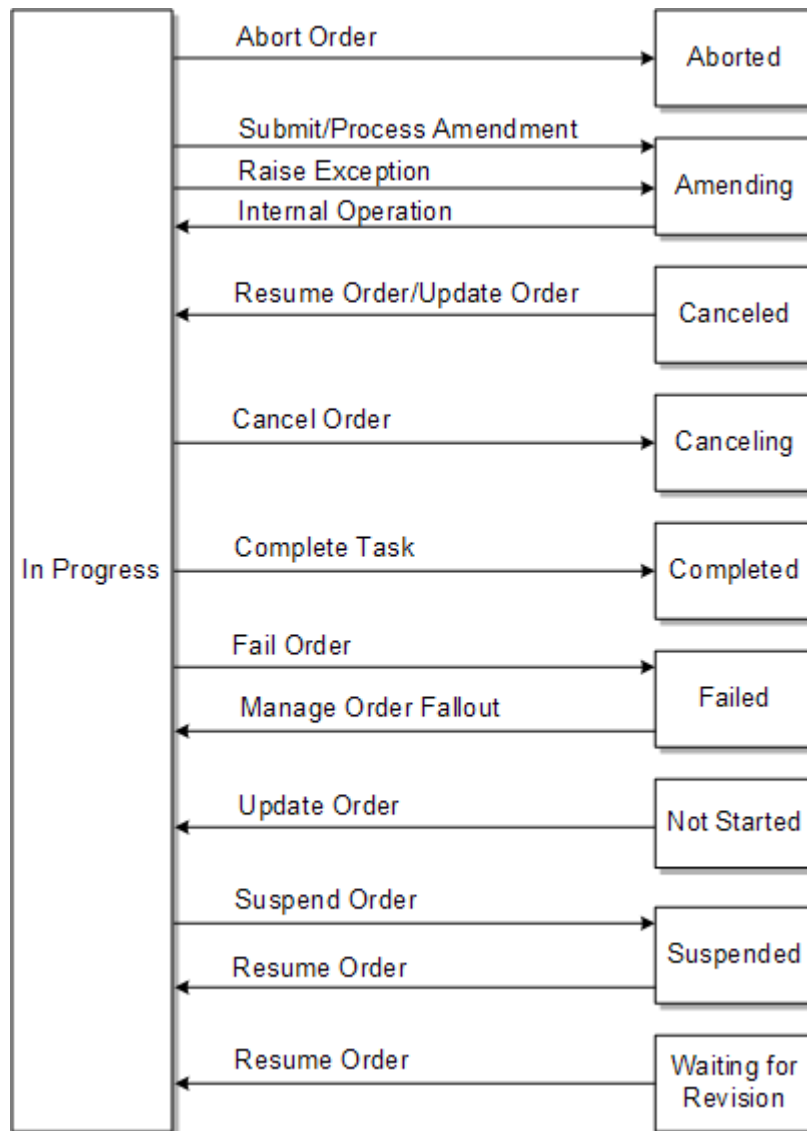 Abort Order
Aborted
Submit/Process Amendment
Raise Exception
Amending
Internal Operation
Resume Order/Update Order
Canceled
Cancel Order
Canceling
Complete Task
In Progress
Completed
Fail Order
Failed
Manage Order Fallout
Update Order
Not Started
Suspend Order
Suspended
Resume Order
Resume Order
Waiting for
Revision